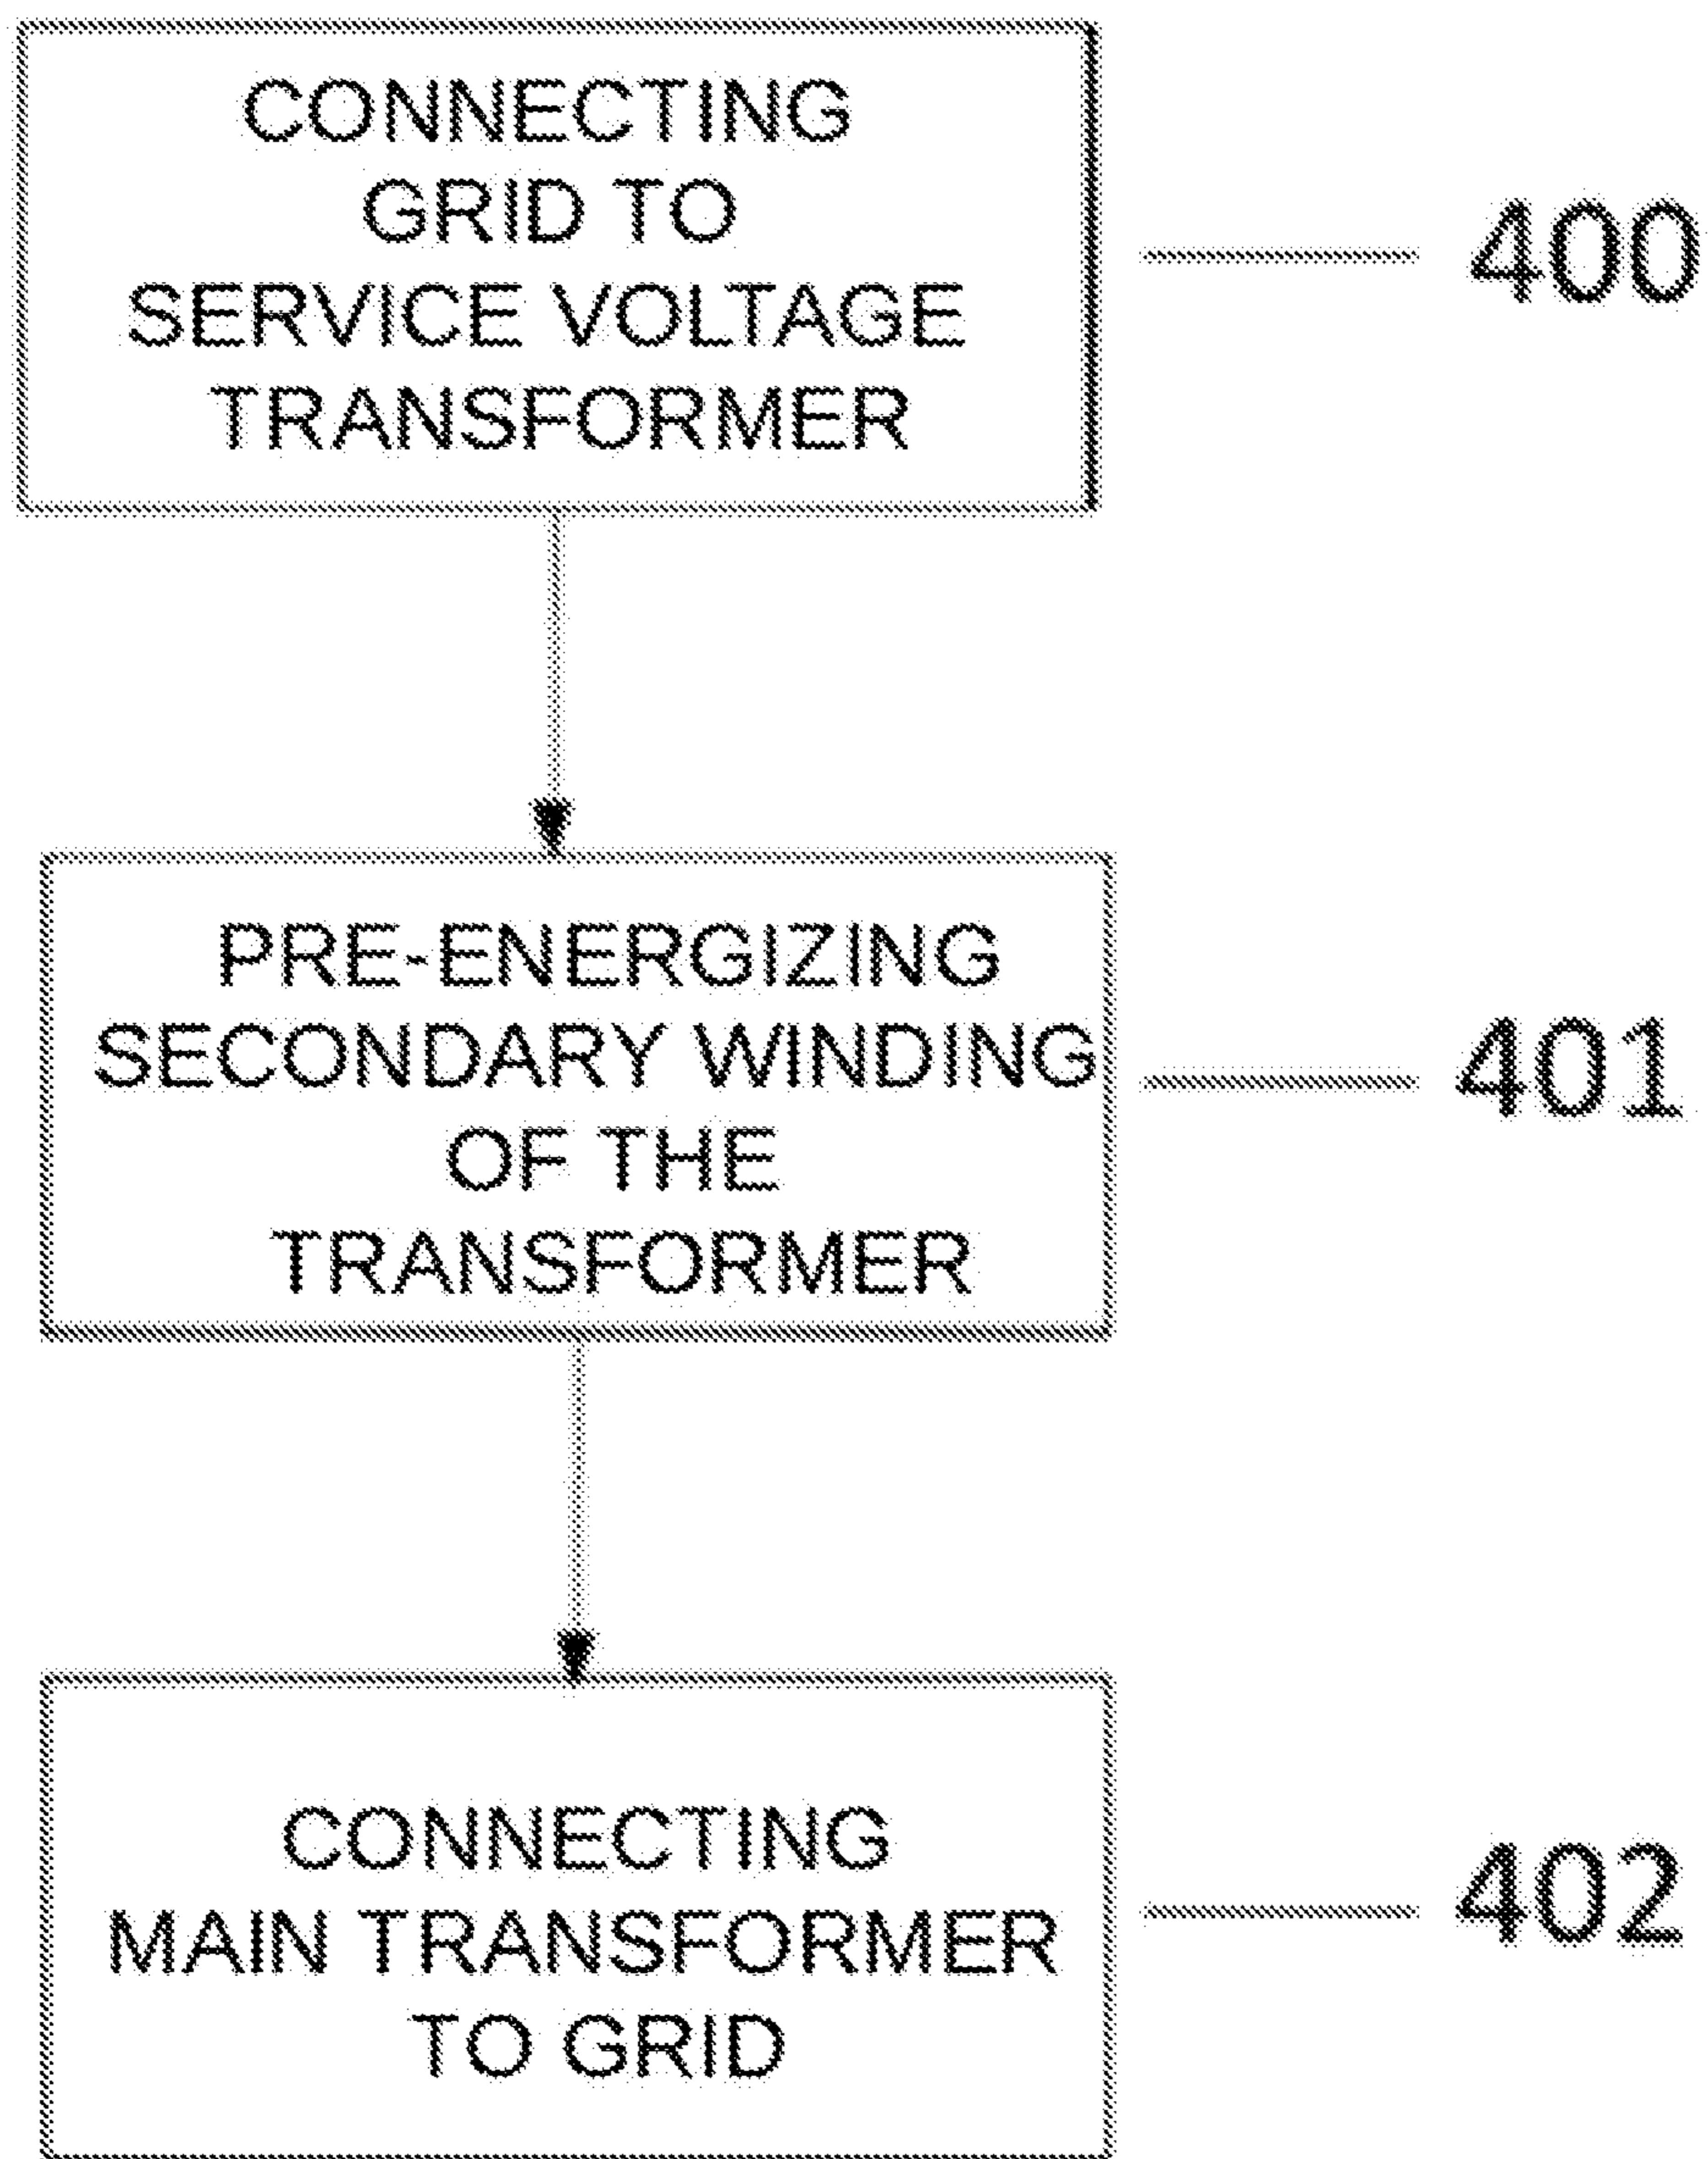 CONNECTING
GRID TO
SERVICE VOLTAGE
TRANSFORMER
400
PRE-ENERGIZING
SECONDARY WINDING
OF THE
TRANSFORMER
401
CONNECTING
MAIN TRANSFORMER
TO GRID
402